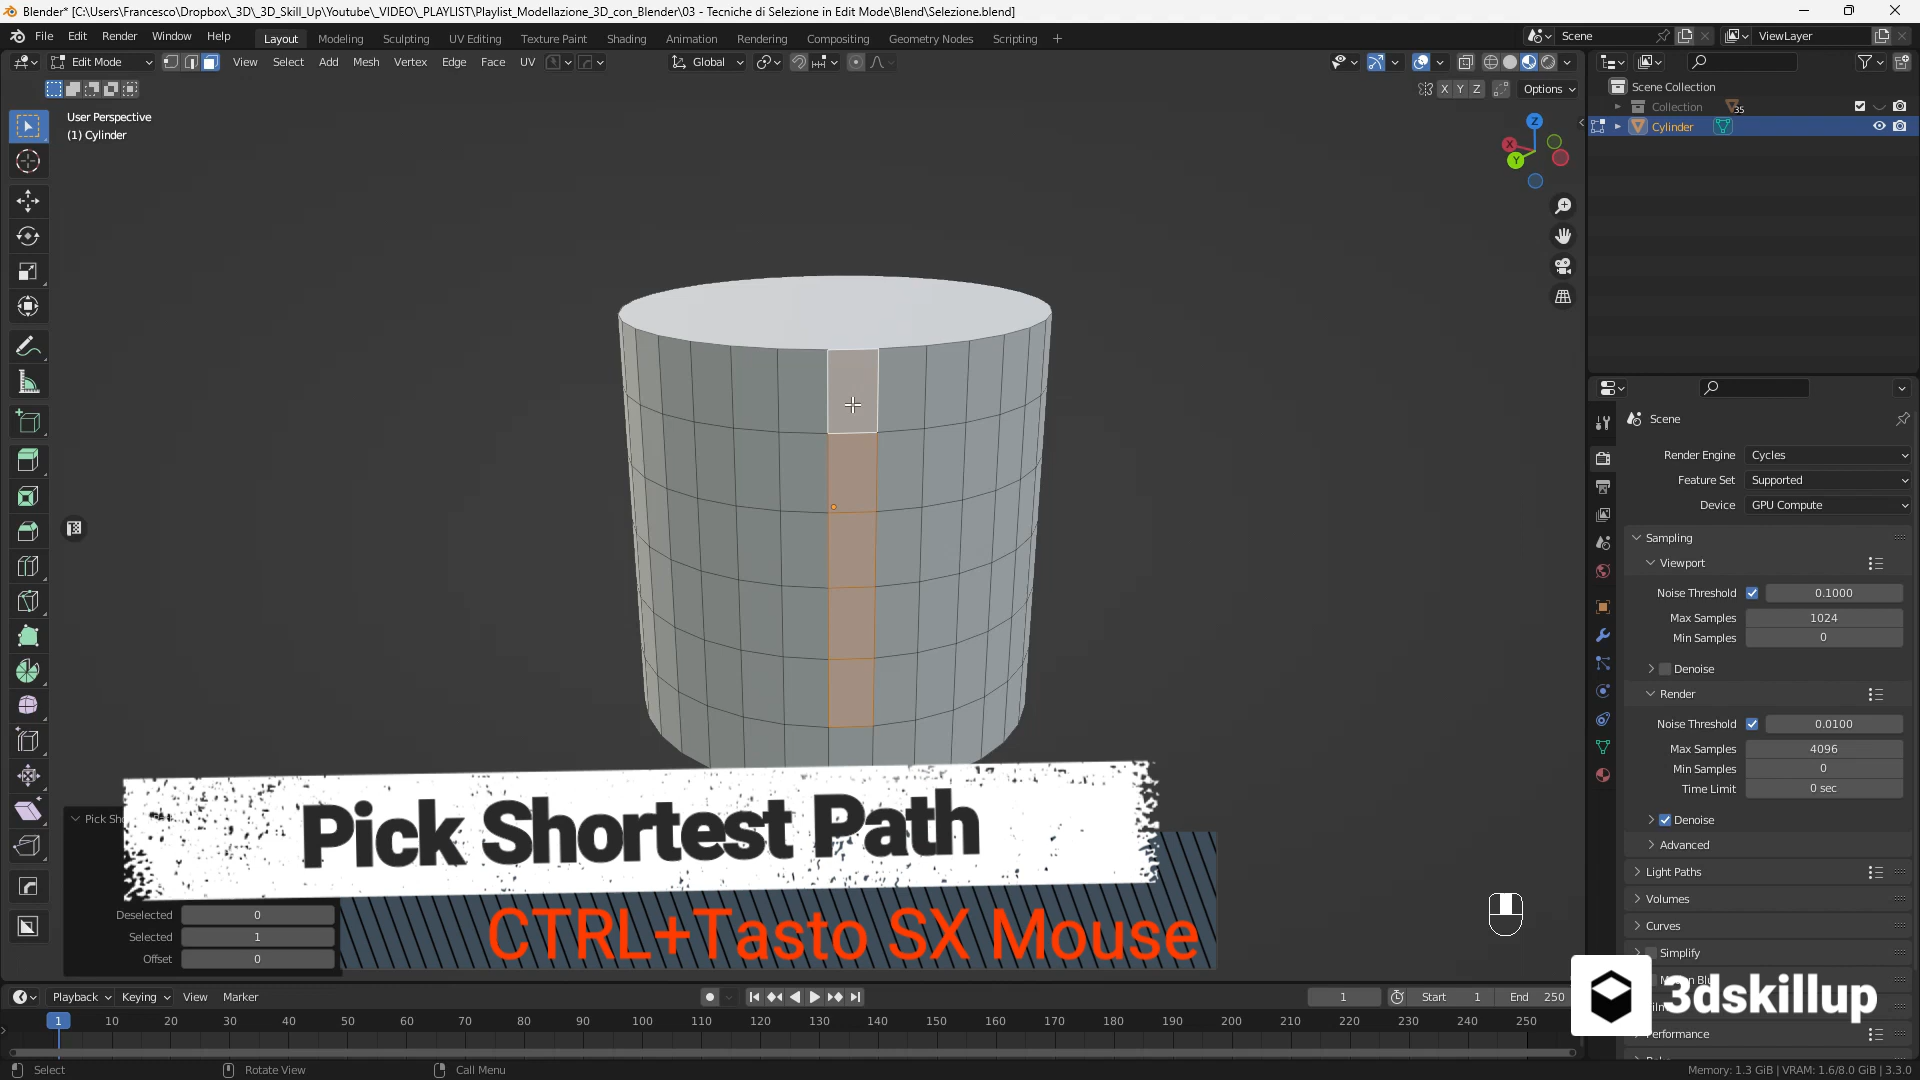 Blender* [C:\Users\Francesco\Dropbox\_3D\_3D_Skill_Up\Youtube\_VIDEO\_PLAYLIST\Playlist_Modellazione_3D_con_Blender\03 - Tecniche di Selezione in Edit Mode\Blend\Selezione.blend]
File Edit Render Window Help Layout Modeling Sculpting UV Editing Texture Paint Shading Animation Rendering Compositing Geometry Nodes Scripting + Scene ViewLayer
Edit Mode View Select Add Mesh Vertex Edge Face UV Global
X Y Z Options
User Perspective
(1) Cylinder
Z
X
Y
Scene Collection
Collection 35
Cylinder
Scene
Render Engine Cycles
Feature Set Supported
Device GPU Compute
Sampling
Viewport
Noise Threshold 0.1000
Max Samples 1024
Min Samples 0
Denoise
Render
Noise Threshold 0.0100
Max Samples 4096
Min Samples 0
Time Limit 0 sec
Denoise
Advanced
Light Paths
Volumes
Curves
Simplify
Performance
Pick Sho
Pick Shortest Path
Deselected 0
Selected 1
Offset 0
CTRL+Tasto SX Mouse
3dskillup
Playback Keying View Marker 1 Start 1 End 250
1 10 20 30 40 50 60 70 80 90 100 110 120 130 140 150 160 170 180 190 200 210 220 230 240 250
Select Rotate View Call Menu Memory: 1.3 GiB | VRAM: 1.6/8.0 GiB | 3.3.0